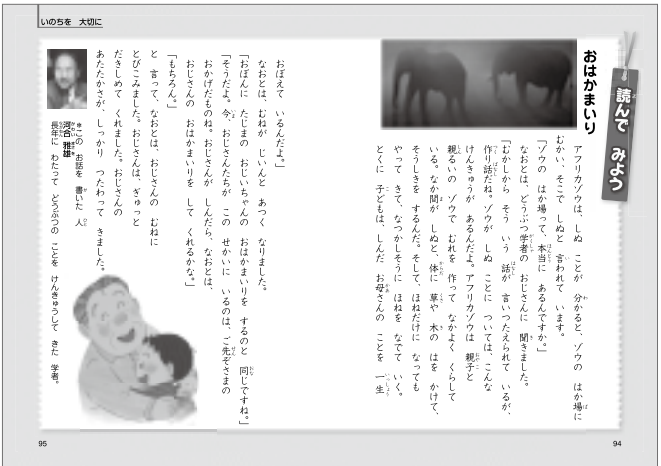 いのちを 大切に
読んで みよう
おはかまいり
アフリカゾウは、しぬ ことが 分かると、ゾウの はか場に
むかい、そこで しぬと 言われて います。
「ゾウの はか場って、本当に あるんですか。」
なおとは、どうぶつ学者の おじさんに 聞きました。
「むかしから そう いう 話が 言いつたえられて いるが、
作り話だね。ゾウが しぬ ことに ついては、こんな
けんきゅうが あるんだよ。アフリカゾウは 親子と
親るいの ゾウで むれを 作って なかよく くらして
いる。なか間が しぬと、体に 草や 木の はを かけて、
そうしきを するんだ。そして、ほねだけに なっても
やって きて、なつかしそうに ほねを なでて いく。
とくに 子どもは、しんだ お母さんの ことを 一生
94
おぼえて いるんだよ。」
なおとは、むねが じいんと あつく なりました。
「おぼんに たじまの おじいちゃんの おはかまいりを するのと 同じですね。」
「そうだよ。今、おじさんたちが この せかいに いるのは、ご先ぞさまの
おかげだものね。おじさんが しんだら、なおとは、
おじさんの おはかまいりを して くれるかな。」
「もちろん。」
と 言って、なおとは、おじさんの むねに
とびこみました。おじさんは、ぎゅっと
だきしめて くれました。おじさんの
あたたかさが、しっかり つたわって きました。
*この お話を 書いた 人
河合 雅雄
長年に わたって どうぶつの ことを けんきゅうして きた 学者。
95